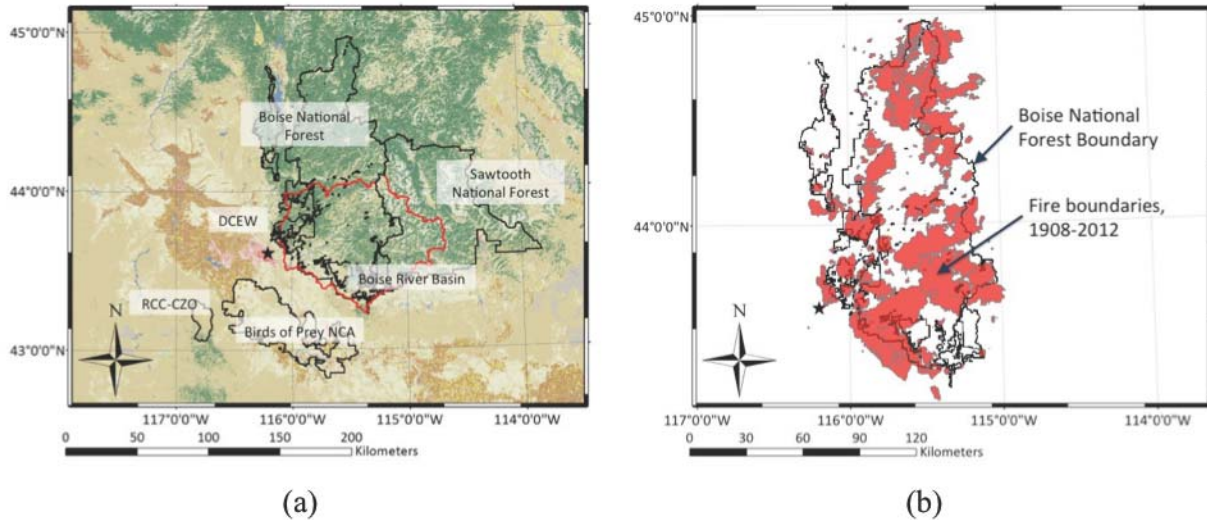 45°0'0"N
44°0'0"N
43°0'0"N
Boise National
Forest
Sawtooth
National Forest
DCEW
Boise River Basin
RCC-CZO
Birds of Prey NCA
N
117°0'0"W
116°0'0"W
115°0'0"W
114°0'0"W
0
50
100
150
200
Kilometers
(a)
45°0'0"N
44°0'0"N
Boise National
Forest Boundary
Fire boundaries,
1908-2012
N
117°0'0"W
116°0'0"W
115°0'0"W
114°0'0"W
0
30
60
90
120
Kilometers
(b)